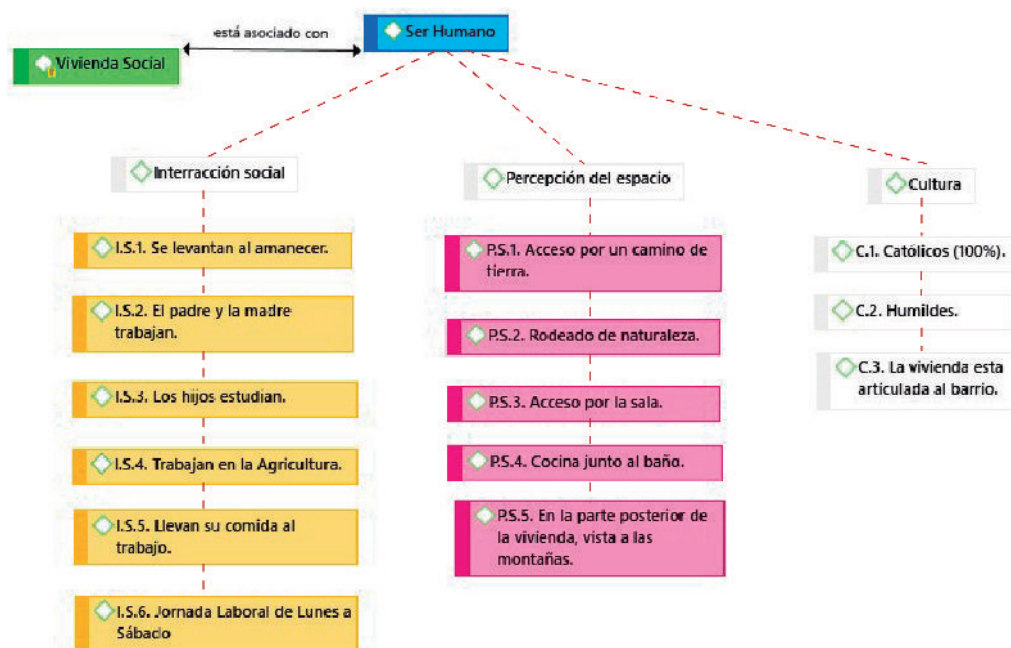 está asociado con
Ser Humano
Vivienda Social
Interracción social
I.S.1. Se levantan al amanecer.
I.S.2. El padre y la madre
trabajan.
I.S.3. Los hijos estudian.
I.S.4. Trabajan en la Agricultura.
I.S.5. Llevan su comida al
trabajo.
I.S.6. Jornada Laboral de Lunes a
Sábado
Percepción del espacio
P.S.1. Acceso por un camino de
tierra.
P.S.2. Rodeado de naturaleza.
P.S.3. Acceso por la sala.
P.S.4. Cocina junto al baño.
P.S.5. En la parte posterior de
la vivienda, vista a las
montañas.
Cultura
C.1. Católicos (100%).
C.2. Humildes.
C.3. La vivienda esta
articulada al barrio.